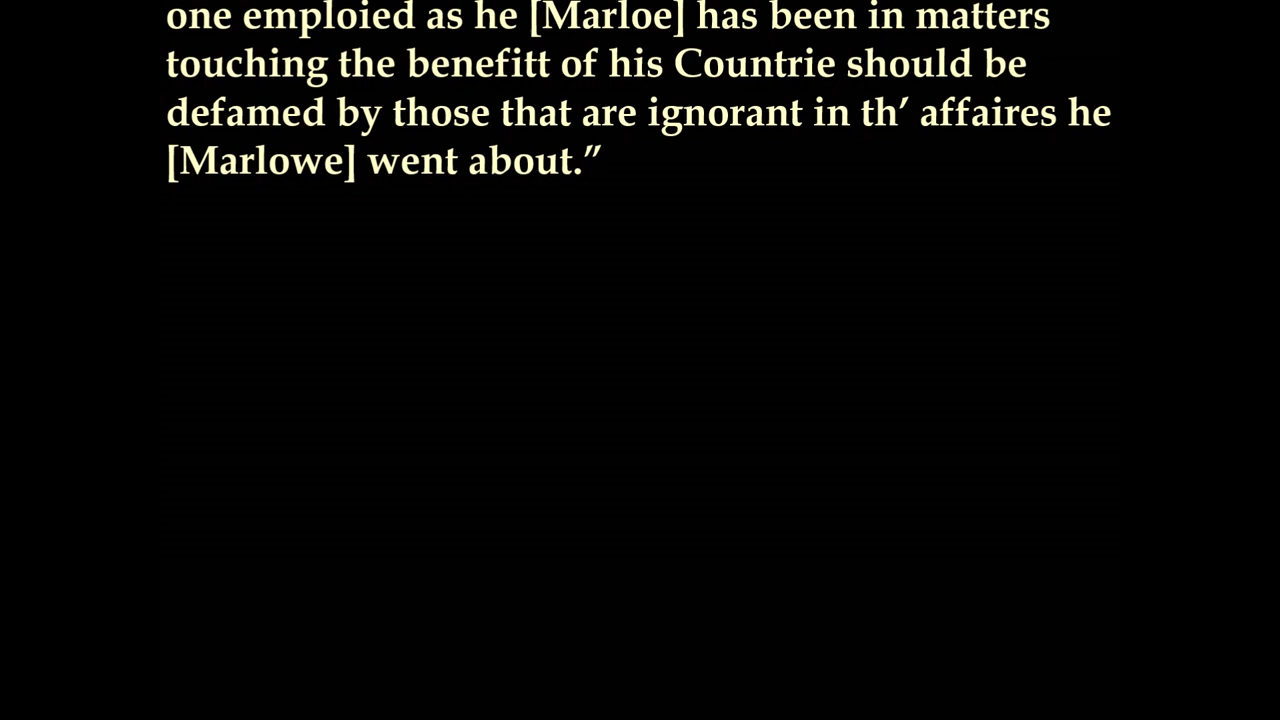 one emploied as he [Marloe] has been in matters
touching the benefitt of his Countrie should be
defamed by those that are ignorant in th’ affaires he
[Marlowe] went about.”